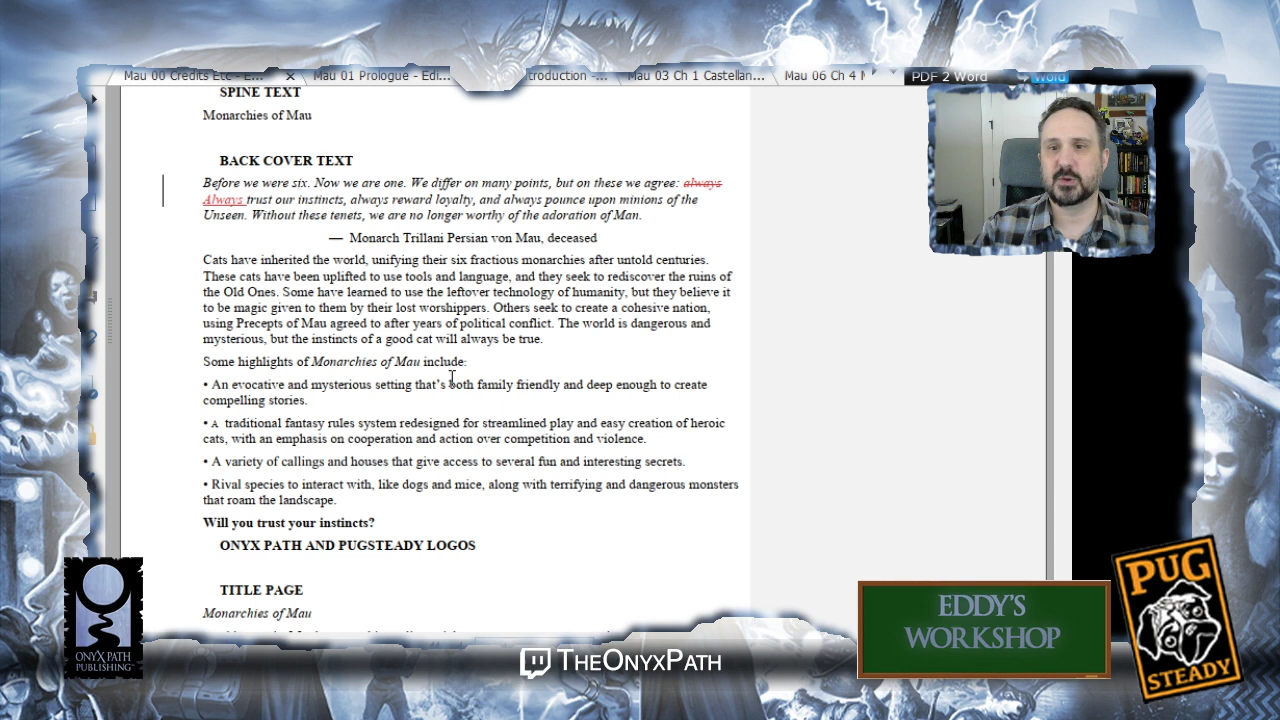 Mau 00 Credits Etc - E... × Mau 01 Prologue - Edi... troduction -... Mau 03 Ch 1 Castellan... Mau 06 Ch 4 M PDF 2 Word → Word
SPINE TEXT
Monarchies of Mau
BACK COVER TEXT
Before we were six. Now we are one. We differ on many points, but on these we agree: always
Always trust our instincts, always reward loyalty, and always pounce upon minions of the
Unseen. Without these tenets, we are no longer worthy of the adoration of Man.
— Monarch Trillani Persian von Mau, deceased
Cats have inherited the world, unifying their six fractious monarchies after untold centuries.
These cats have been uplifted to use tools and language, and they seek to rediscover the ruins of
the Old Ones. Some have learned to use the leftover technology of humanity, but they believe it
to be magic given to them by their lost worshippers. Others seek to create a cohesive nation,
using Precepts of Mau agreed to after years of political conflict. The world is dangerous and
mysterious, but the instincts of a good cat will always be true.
Some highlights of Monarchies of Mau include:
• An evocative and mysterious setting that's both family friendly and deep enough to create
compelling stories.
• A traditional fantasy rules system redesigned for streamlined play and easy creation of heroic
cats, with an emphasis on cooperation and action over competition and violence.
• A variety of callings and houses that give access to several fun and interesting secrets.
• Rival species to interact with, like dogs and mice, along with terrifying and dangerous monsters
that roam the landscape.
Will you trust your instincts?
ONYX PATH AND PUGSTEADY LOGOS
TITLE PAGE
Monarchies of Mau
ONYX PATH
PUBLISHING™
THEONYXPATH
EDDY'S
WORKSHOP
PUG
STEADY